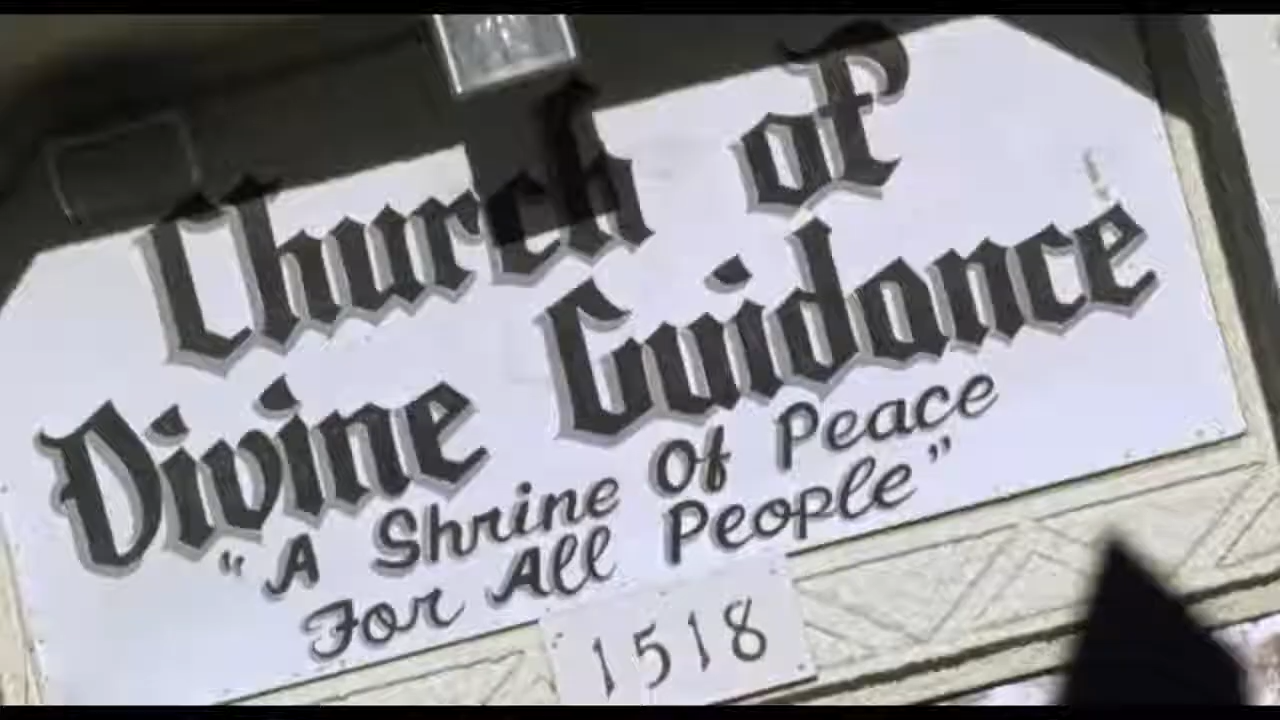 Church of
Divine Guidance
"A Shrine Of Peace
For All People"
1518